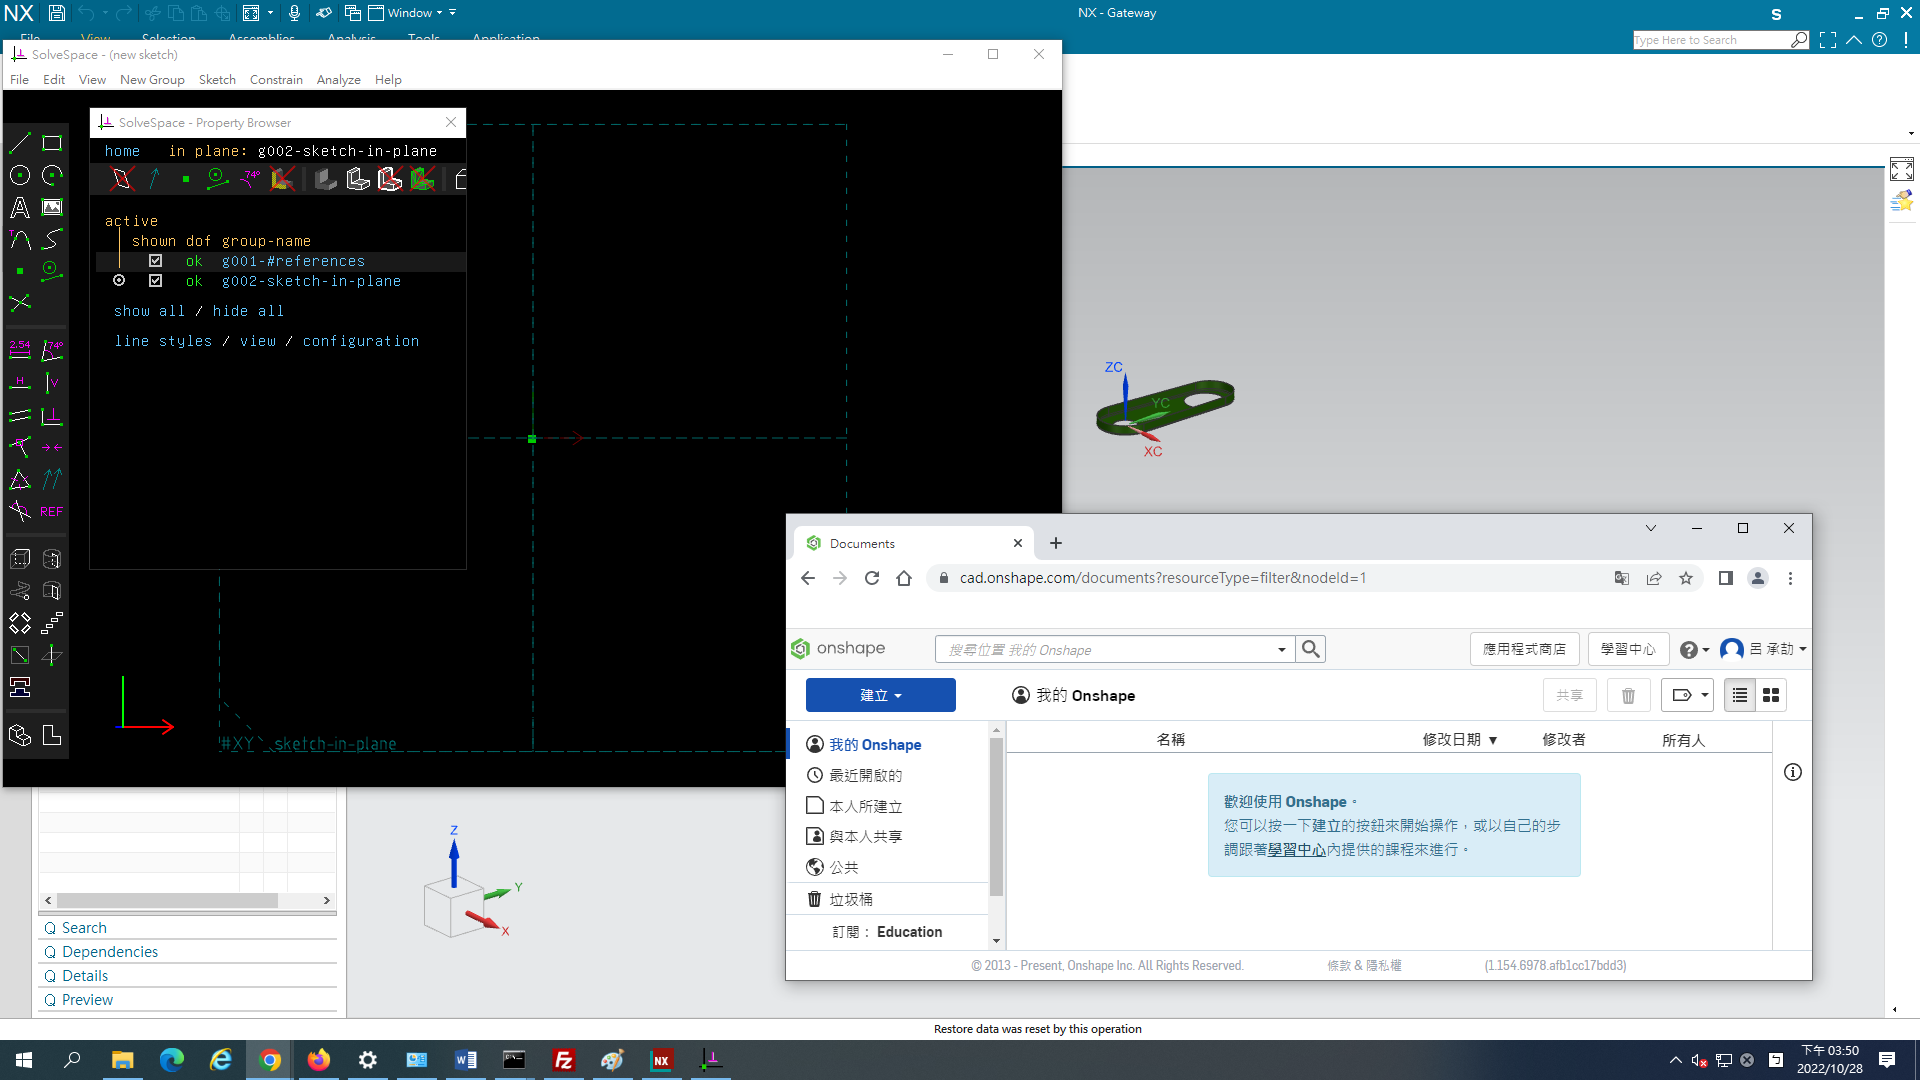 NX
Window
NX - Gateway
S
File View Selection Assemblies Analysis Tools Application
Type Here to Search
SolveSpace - (new sketch)
File Edit View New Group Sketch Constrain Analyze Help
SolveSpace - Property Browser
home in plane: g002-sketch-in-plane
74°
active
shown dof group-name
ok g001-#references
ok g002-sketch-in-plane
show all / hide all
line styles / view / configuration
2.54 74°
H V
REF
#XY
sketch-in-plane
ZC
YC
XC
Z
Y
X
Search
Dependencies
Details
Preview
Documents
cad.onshape.com/documents?resourceType=filter&nodeId=1
onshape
搜尋位置 我的 Onshape
應用程式商店
學習中心
呂 承劼
建立
我的 Onshape
共享
我的 Onshape
最近開啟的
本人所建立
與本人共享
公共
垃圾桶
訂閱： Education
名稱 修改日期 ▼ 修改者 所有人
歡迎使用 Onshape。
您可以按一下建立的按鈕來開始操作，或以自己的步
調跟著學習中心內提供的課程來進行。
© 2013 - Present, Onshape Inc. All Rights Reserved. 條款 & 隱私權 (1.154.6978.afb1cc17bdd3)
Restore data was reset by this operation
下午 03:50
2022/10/28